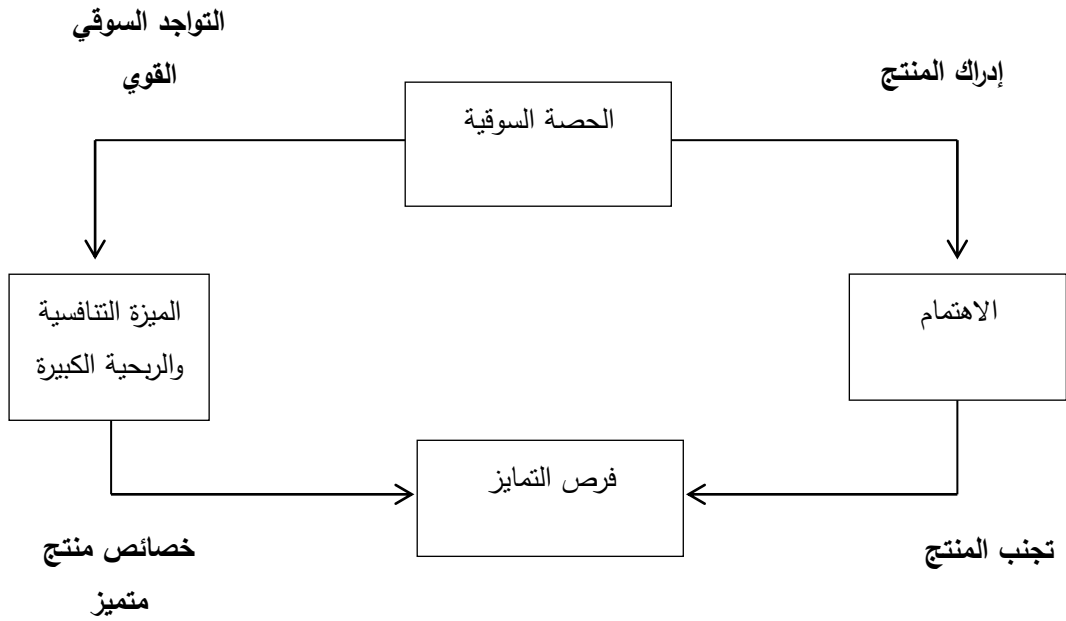 التواجد السوقي
القوي
إدراك المنتج
الحصة السوقية
الميزة التنافسية
والربحية الكبيرة
الاهتمام
فرص التمايز
خصائص منتج
متميز
تجنب المنتج